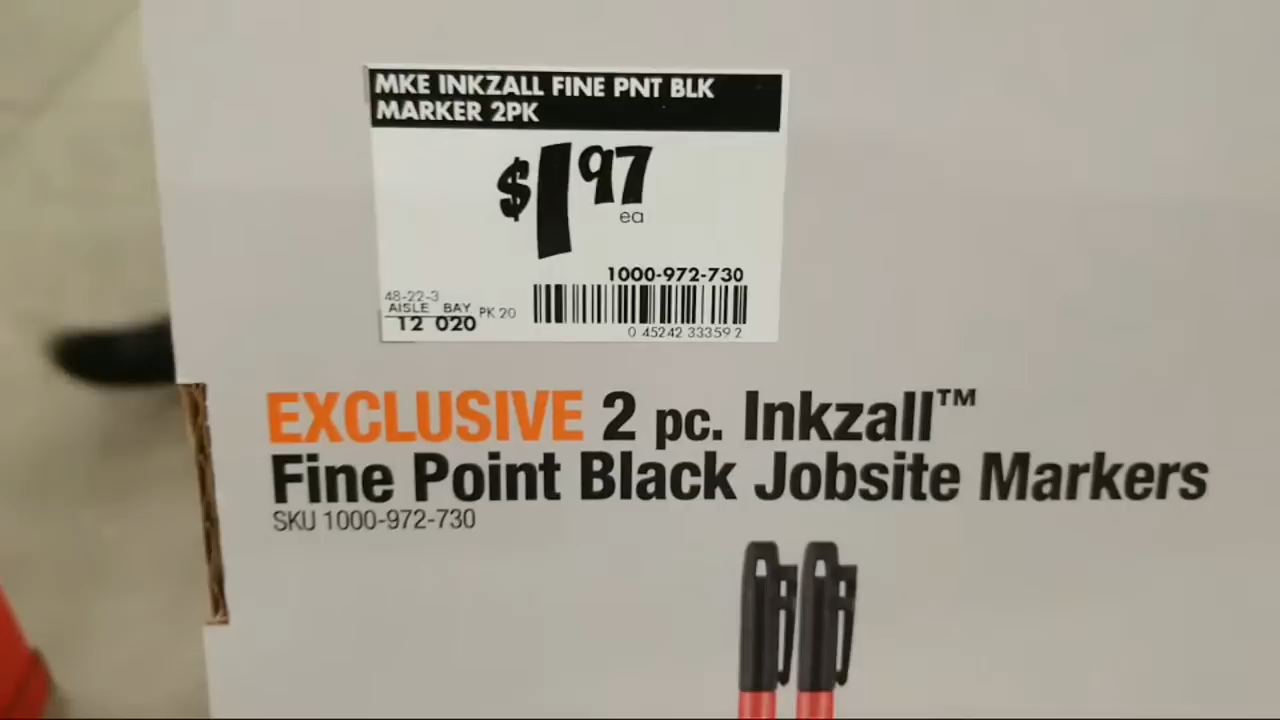 MKE INKZALL FINE PNT BLK
MARKER 2PK
$1 97
ea
1000-972-730
48-22-3
AISLE BAY PK 20
12 020
0 45242 33359 2
EXCLUSIVE 2 pc. Inkzall™
Fine Point Black Jobsite Markers
SKU 1000-972-730